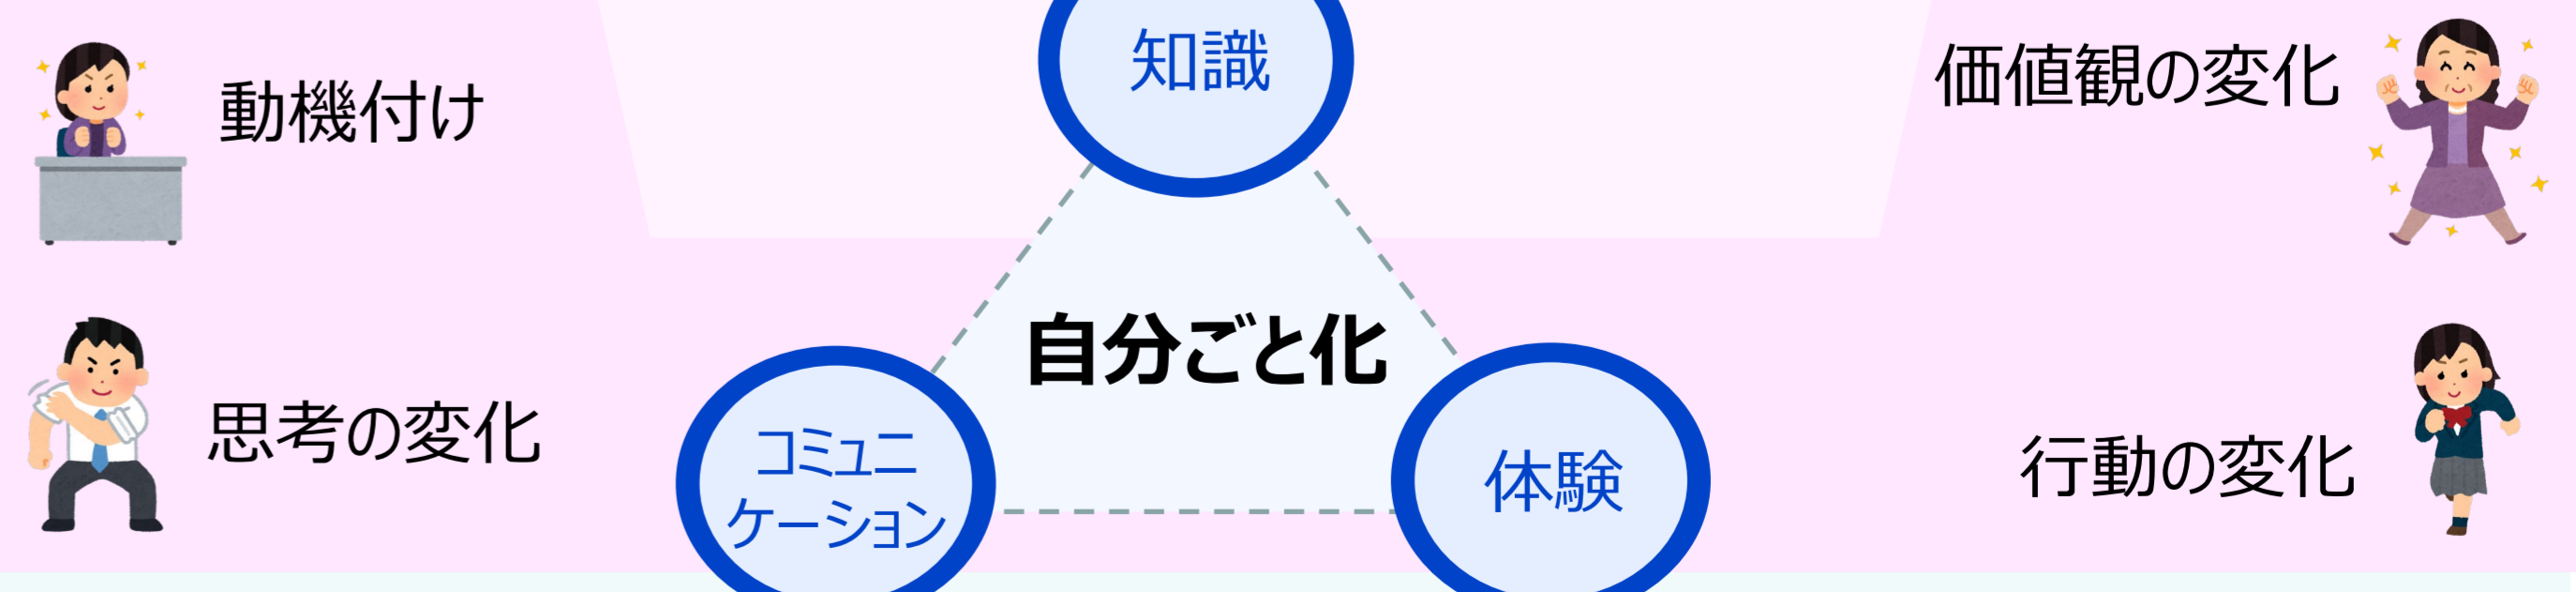 知識
動機付け
価値観の変化
自分ごと化
思考の変化
コミュニ
ケーション
体験
行動の変化